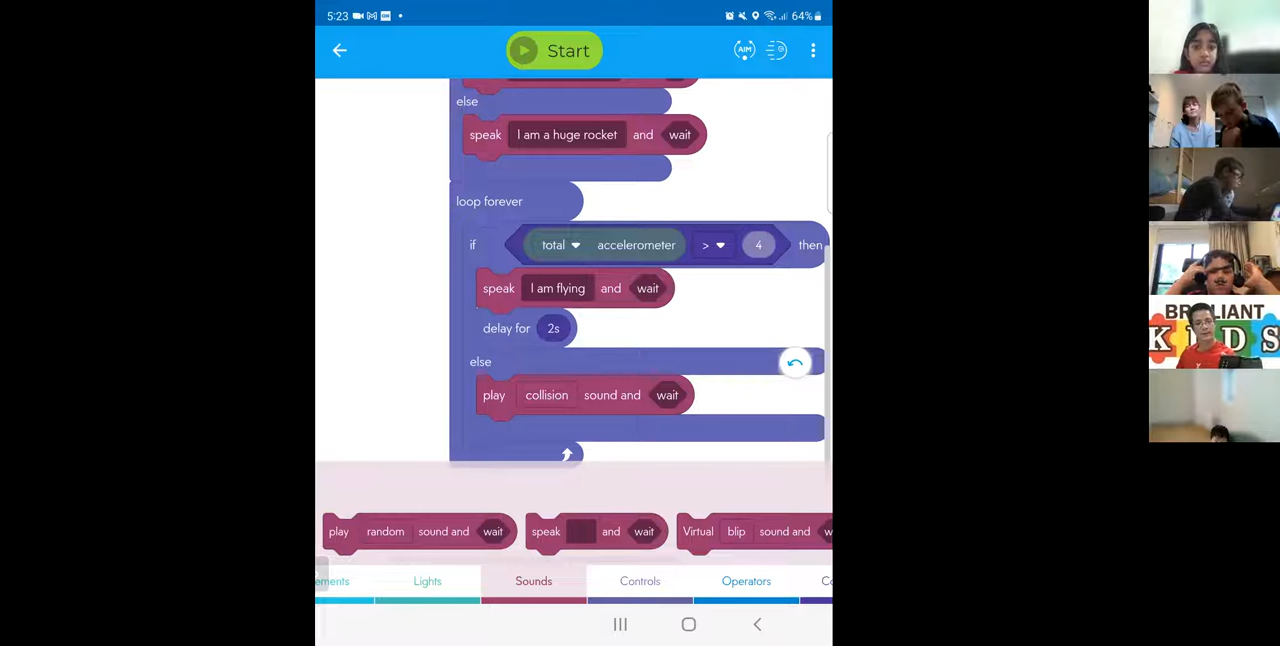 5:23 64%
Start
AIM
else
speak I am a huge rocket and wait
loop forever
if total accelerometer > 4 then
speak I am flying and wait
delay for 2s
else
play collision sound and wait
play random sound and wait speak and wait Virtual blip sound and w
ements Lights Sounds Controls Operators Co
BRILLIANT
KIDS